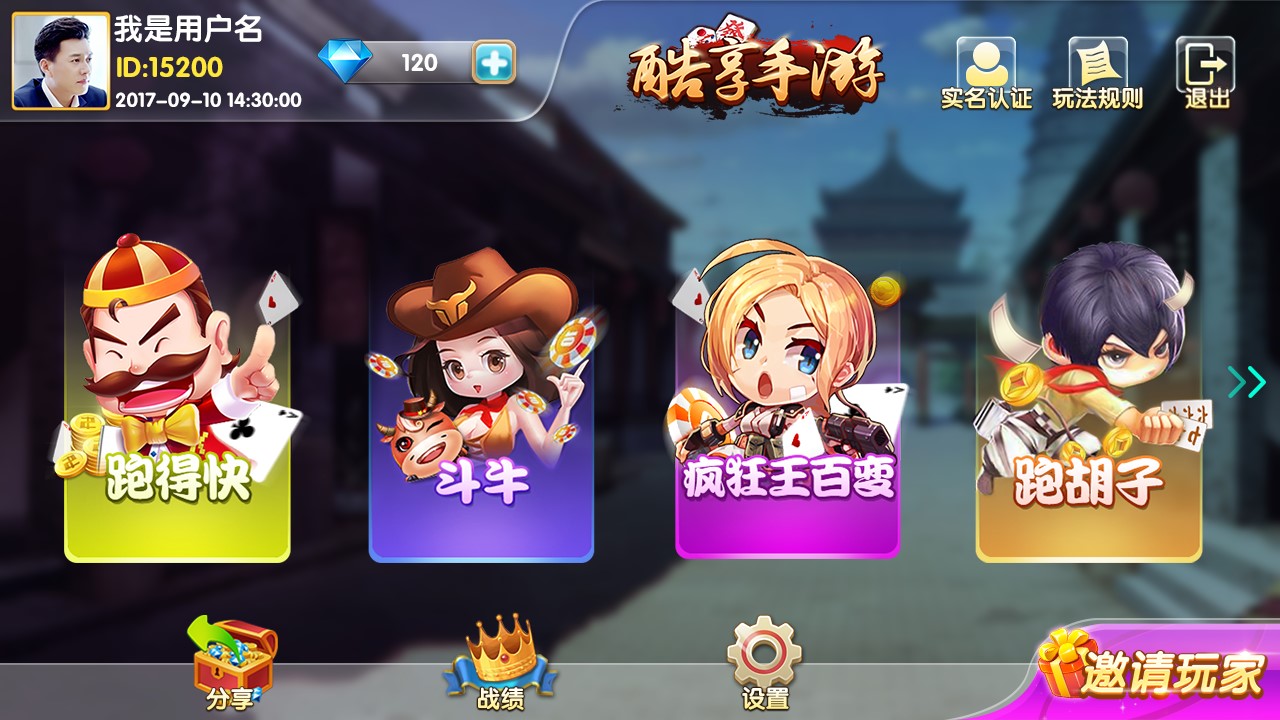 我是用户名
ID:15200
2017-09-10 14:30:00
120
酷享手游
实名认证
玩法规则
退出
跑得快
斗牛
疯狂王百变
跑胡子
分享
战绩
设置
邀请玩家